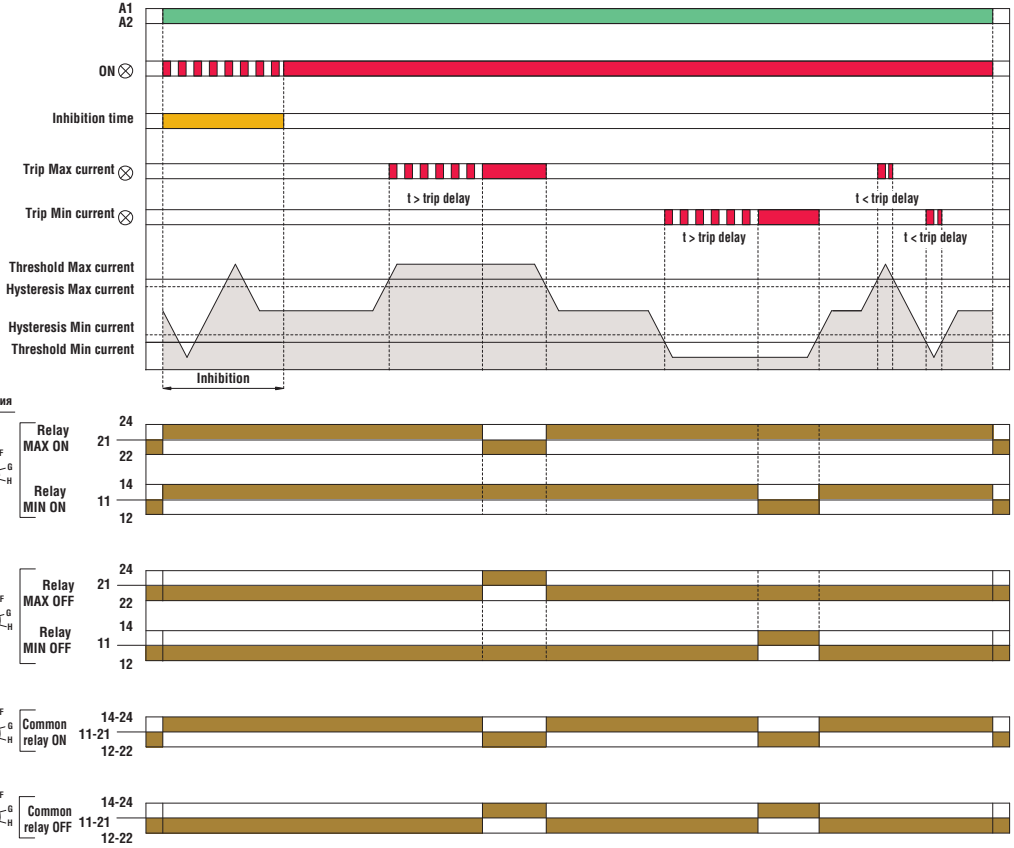 A1
A2
ON
Inhibition time
Trip Max current
t > trip delay
t < trip delay
Trip Min current
t > trip delay
t < trip delay
Threshold Max current
Hysteresis Max current
Hysteresis Min current
Threshold Min current
Inhibition
ия
F
G
H
Relay
MAX ON
24
21
22
Relay
MIN ON
14
11
12
F
G
H
Relay
MAX OFF
24
21
22
Relay
MIN OFF
14
11
12
F
G
H
Common
relay ON
14-24
11-21
12-22
F
G
H
Common
relay OFF
14-24
11-21
12-22